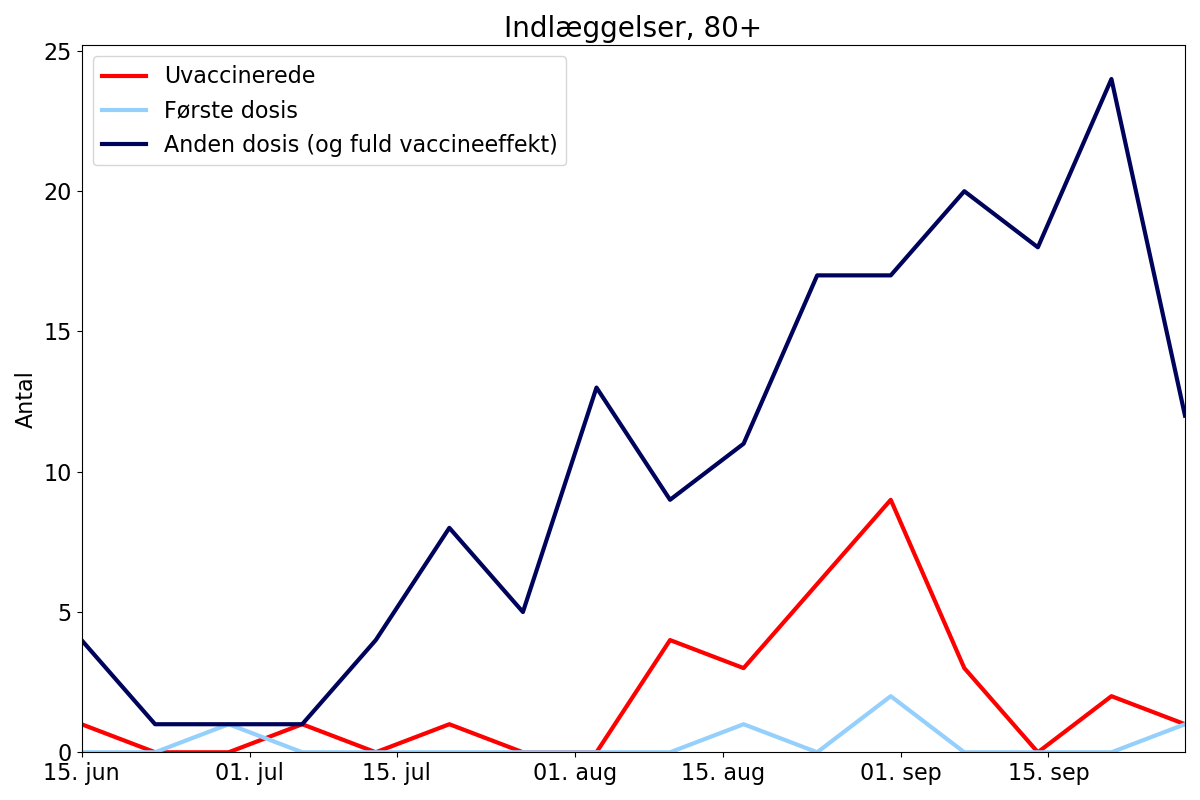 Indlæggelser, 80+
25
20
15
10
5
0
Antal
Uvaccinerede
Første dosis
Anden dosis (og fuld vaccineeffekt)
15. jun 01. jul 15. jul 01. aug 15. aug 01. sep 15. sep